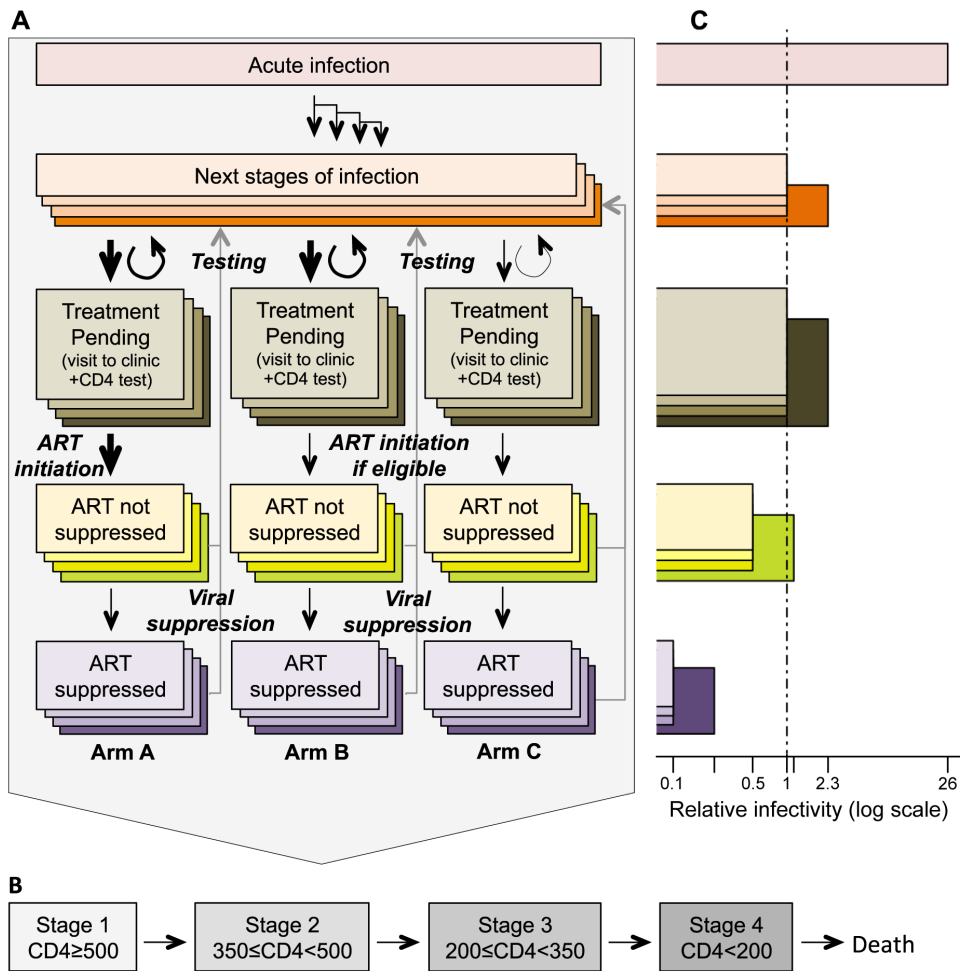 A
C
Acute infection
Next stages of infection
Testing
Testing
Treatment
Pending
(visit to clinic
+CD4 test)
Treatment
Pending
(visit to clinic
+CD4 test)
Treatment
Pending
(visit to clinic
+CD4 test)
ART
initiation
ART initiation
if eligible
ART not
suppressed
ART not
suppressed
ART not
suppressed
Viral
suppression
Viral
suppression
ART
suppressed
ART
suppressed
ART
suppressed
Arm A
Arm B
Arm C
0.1
0.5
1
2.3
26
Relative infectivity (log scale)
B
Stage 1
CD4≥500
Stage 2
350≤CD4<500
Stage 3
200≤CD4<350
Stage 4
CD4<200
Death